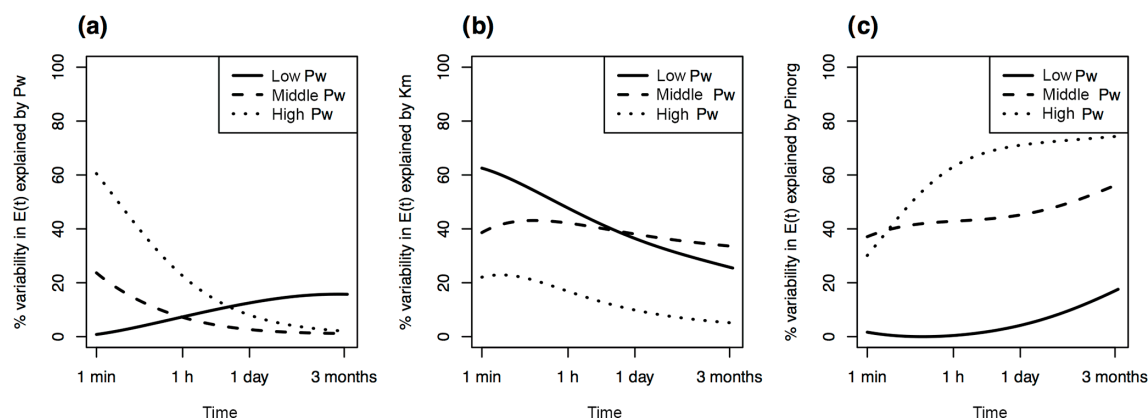 (a)
% variability in E(t) explained by Pw
100
80
60
40
20
0
Low Pw
Middle Pw
High Pw
1 min
1 h
1 day
3 months
Time
(b)
% variability in E(t) explained by Km
100
80
60
40
20
0
Low Pw
Middle Pw
High Pw
1 min
1 h
1 day
3 months
Time
(c)
% variability in E(t) explained by Pinorg
100
80
60
40
20
0
Low Pw
Middle Pw
High Pw
1 min
1 h
1 day
3 months
Time